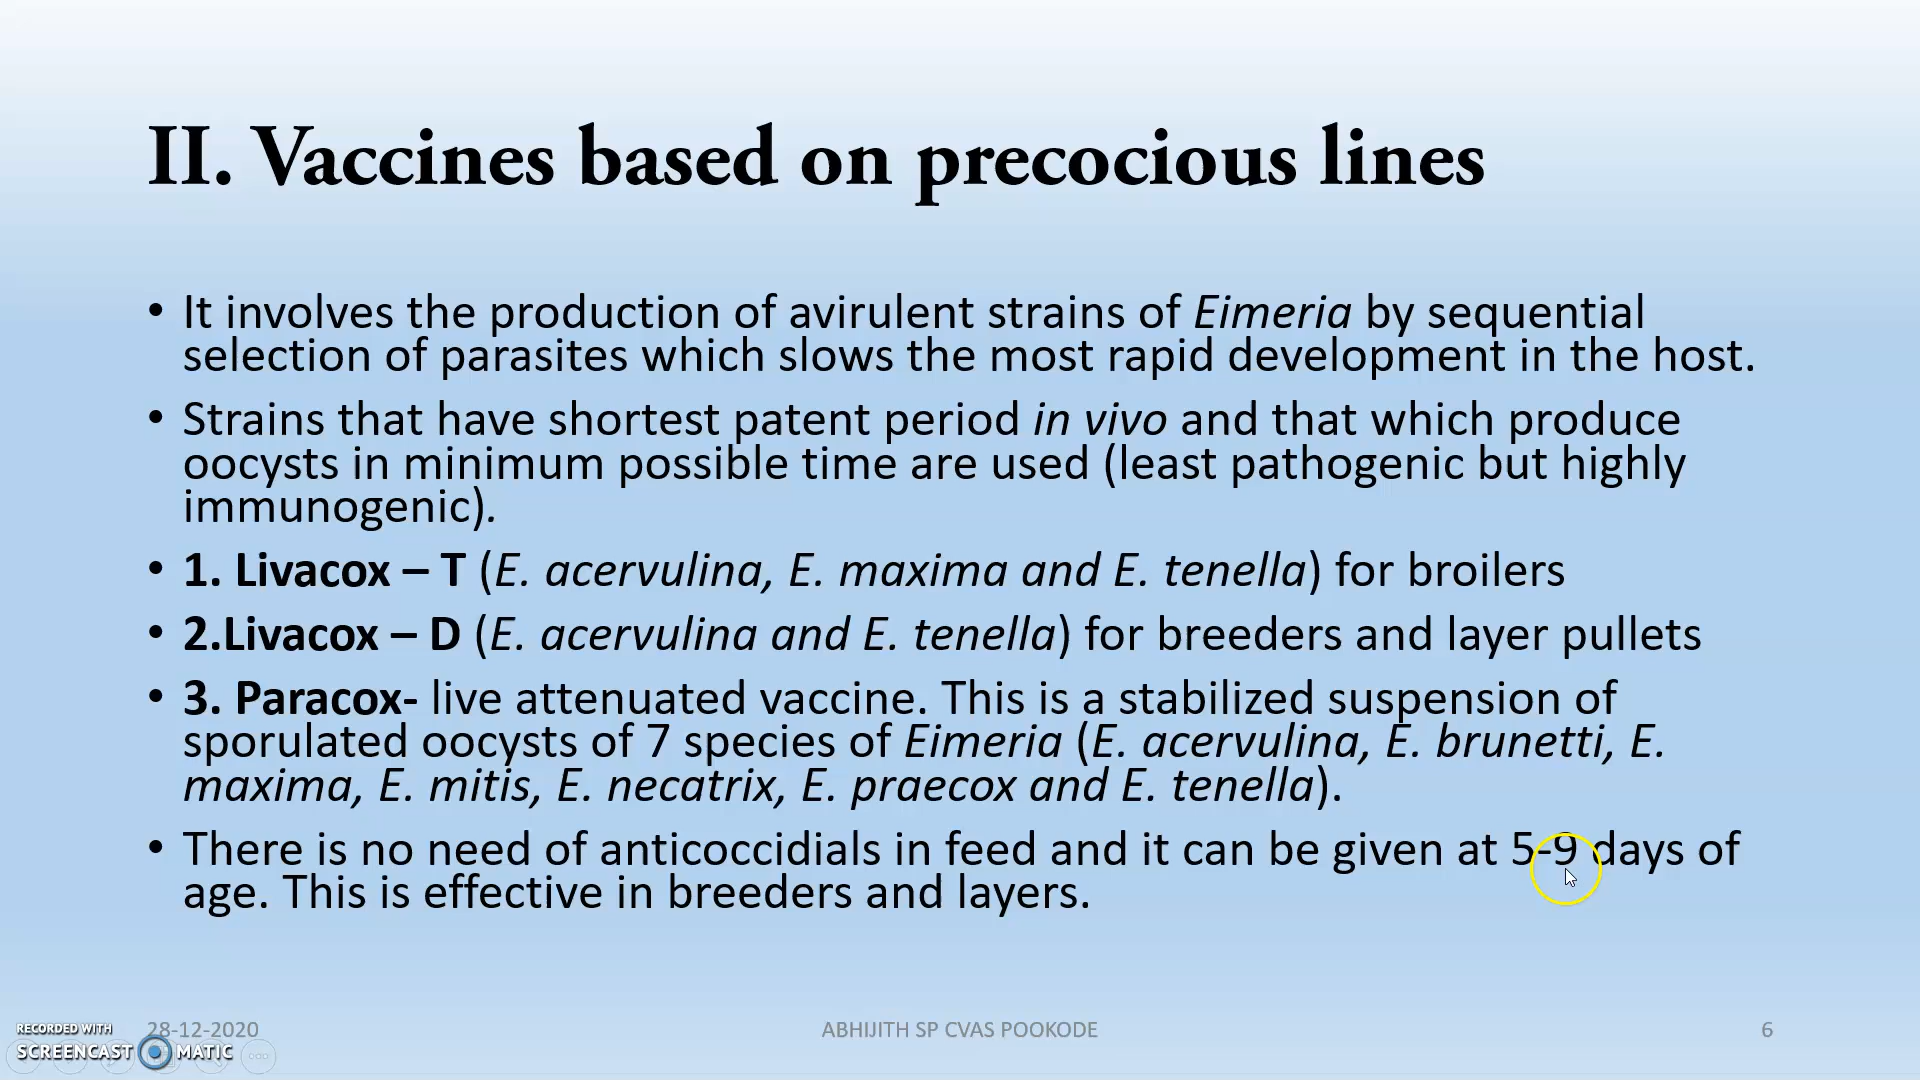 II. Vaccines based on precocious lines
• It involves the production of avirulent strains of Eimeria by sequential
selection of parasites which slows the most rapid development in the host.
• Strains that have shortest patent period in vivo and that which produce
oocysts in minimum possible time are used (least pathogenic but highly
immunogenic).
• 1. Livacox – T (E. acervulina, E. maxima and E. tenella) for broilers
• 2.Livacox – D (E. acervulina and E. tenella) for breeders and layer pullets
• 3. Paracox- live attenuated vaccine. This is a stabilized suspension of
sporulated oocysts of 7 species of Eimeria (E. acervulina, E. brunetti, E.
maxima, E. mitis, E. necatrix, E. praecox and E. tenella).
• There is no need of anticoccidials in feed and it can be given at 5-9 days of
age. This is effective in breeders and layers.
28-12-2020
ABHIJITH SP CVAS POOKODE
6
RECORDED WITH
SCREENCAST MATIC